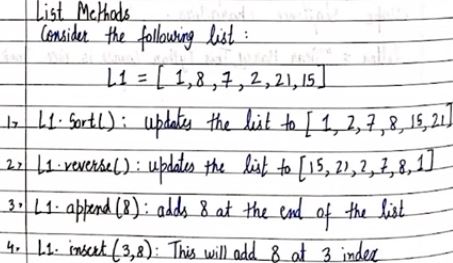 List Methods
Consider the following list :
L1 = [ 1,8,7,2,21,15]
1> L1. Sort() : updates the list to [1,2,7,8,15,21]
2> L1.reverse() : updates the list to [15,21,2,7,8,1]
3> L1. append (8) : adds 8 at the end of the list
4> L1. insert (3,8) : This will add 8 at 3 index